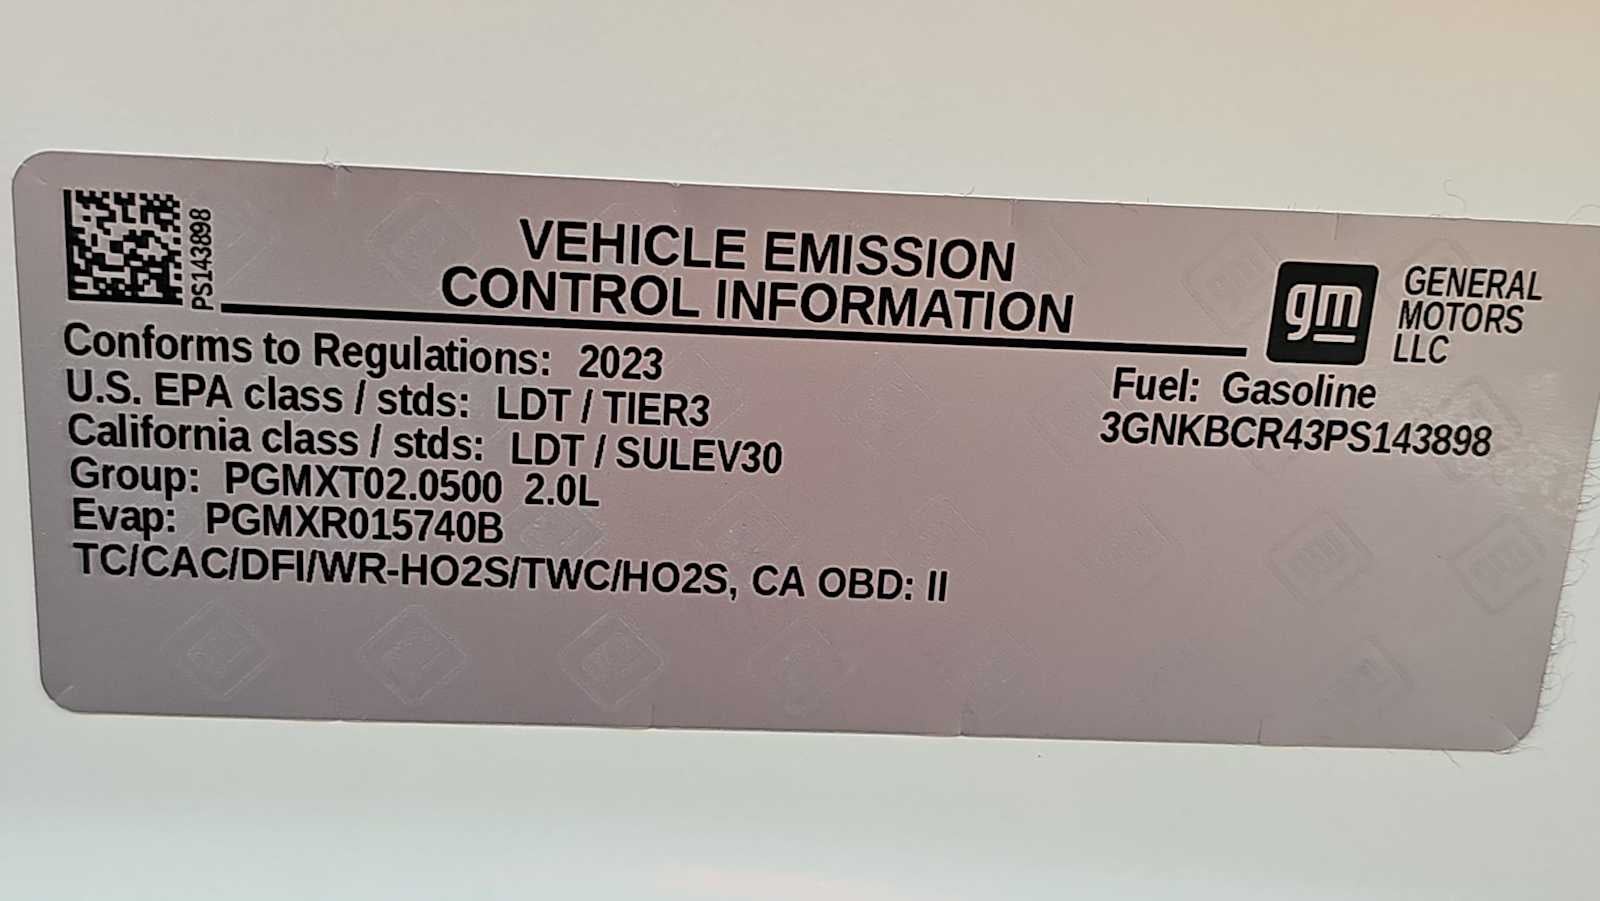 PS143898
VEHICLE EMISSION
CONTROL INFORMATION
gm
GENERAL
MOTORS
LLC
Conforms to Regulations: 2023
U.S. EPA class / stds: LDT / TIER3
California class / stds: LDT / SULEV30
Group: PGMXT02.0500 2.0L
Evap: PGMXR015740B
TC/CAC/DFI/WR-HO2S/TWC/HO2S, CA OBD: II
Fuel: Gasoline
3GNKBCR43PS143898